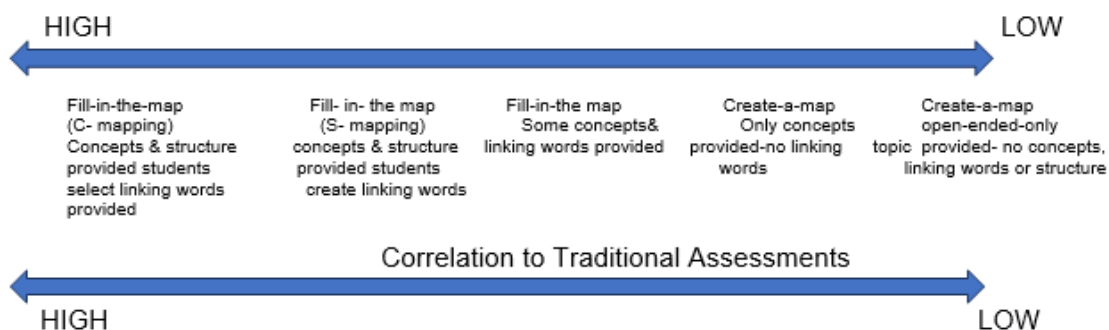 HIGH
LOW
Fill-in-the-map
(C- mapping)
Concepts & structure
provided students
select linking words
provided
Fill- in- the map
(S- mapping)
concepts & structure
provided students
create linking words
Fill-in-the map
Some concepts&
linking words provided
Create-a-map
Only concepts
provided-no linking
words
Create-a-map
open-ended-only
topic provided- no concepts,
linking words or structure
Correlation to Traditional Assessments
HIGH
LOW